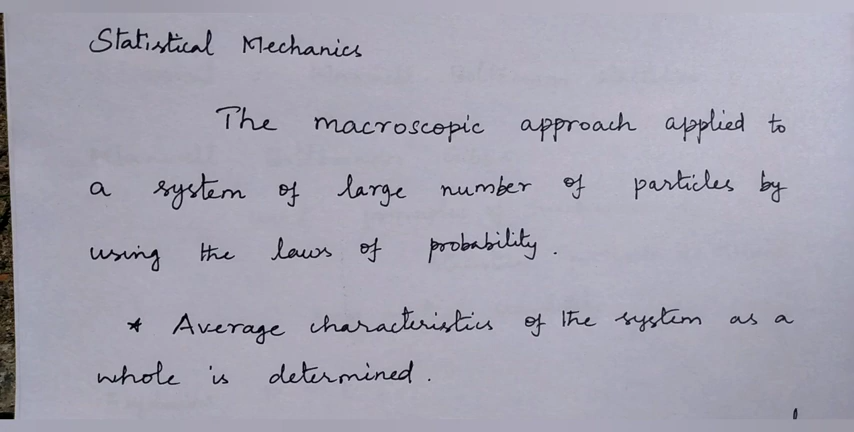 Statistical Mechanics
The macroscopic approach applied to
a system of large number of particles by
using the laws of probability.
* Average characteristics of the system as a
whole is determined.